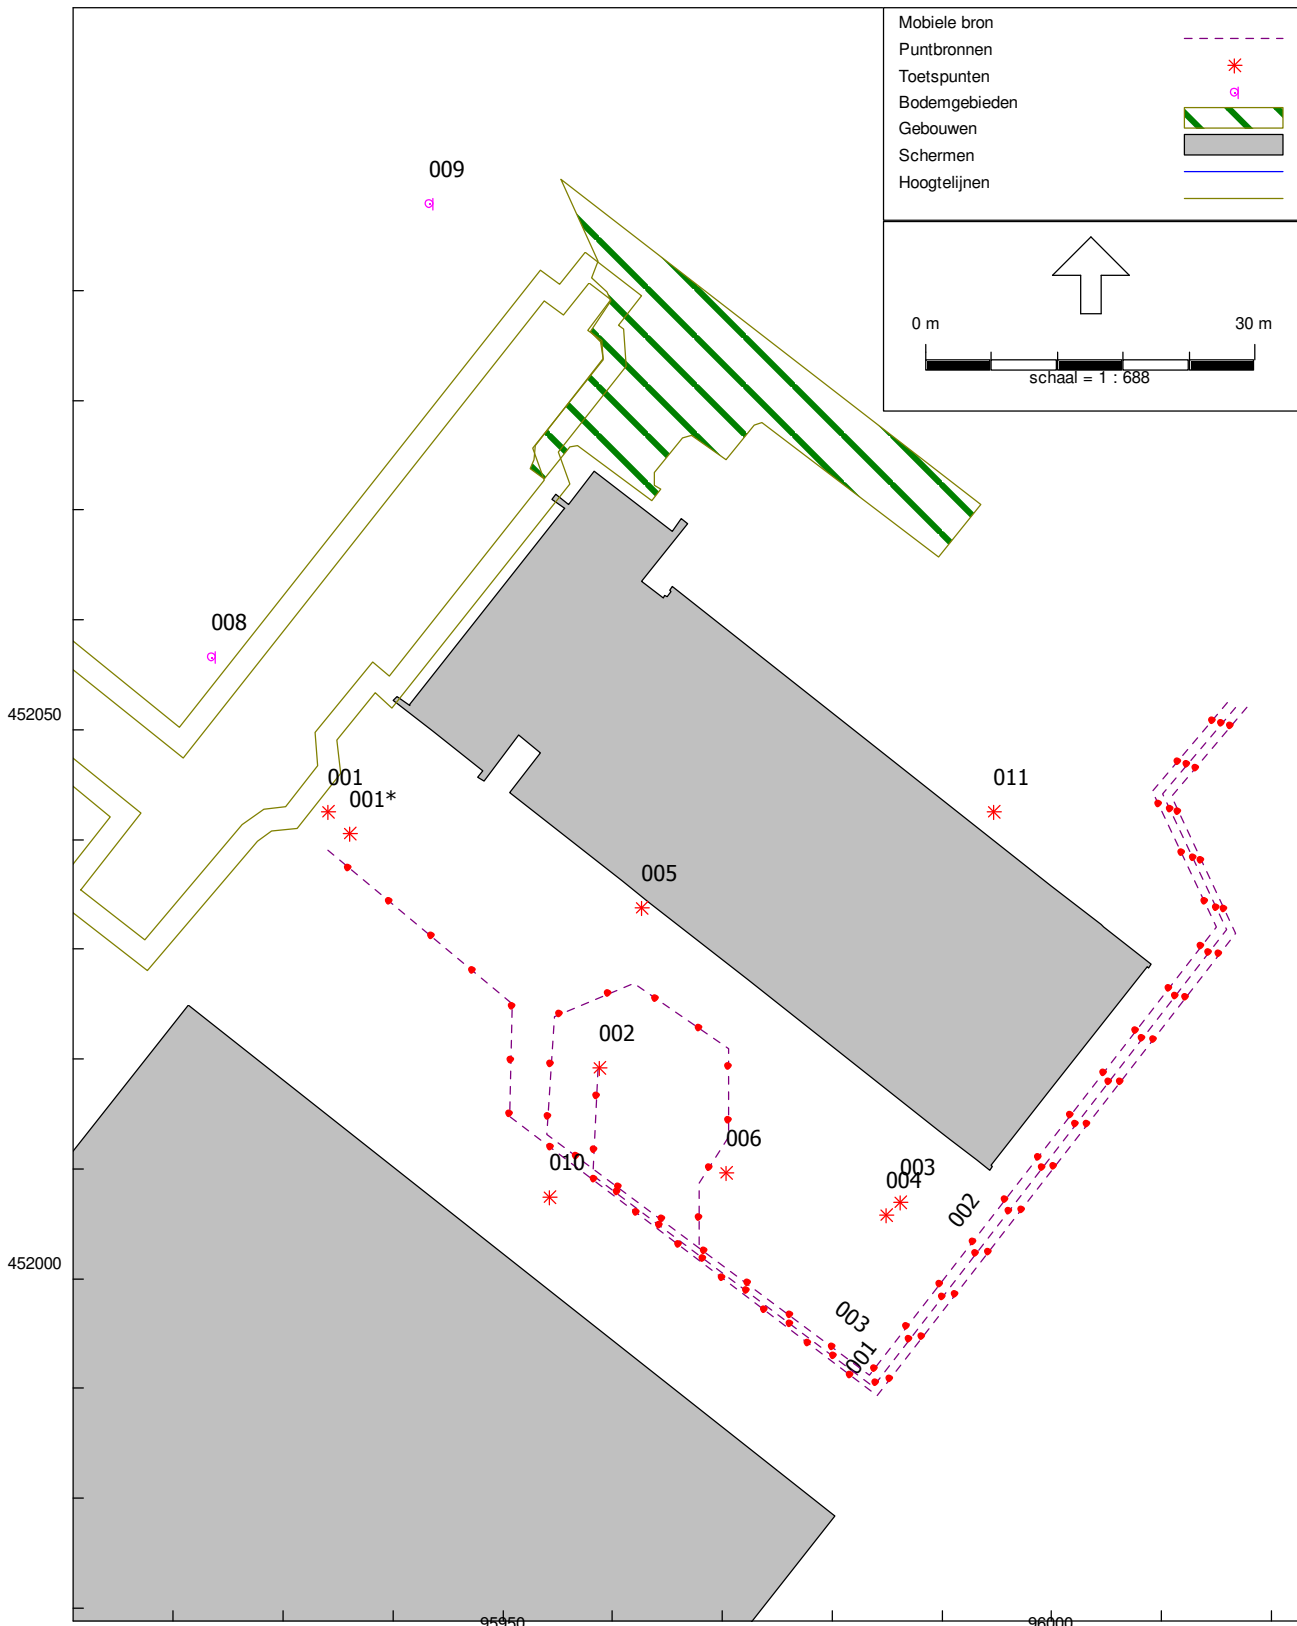 Mobiele bron
Puntbronnen
Toetspunten
Bodemgebieden
Gebouwen
Schermen
Hoogtelijnen
0 m 30 m
schaal = 1 : 688
009
008
452050
001
001*
011
005
002
006
010
003
004
002
452000
003
001
95950 96000